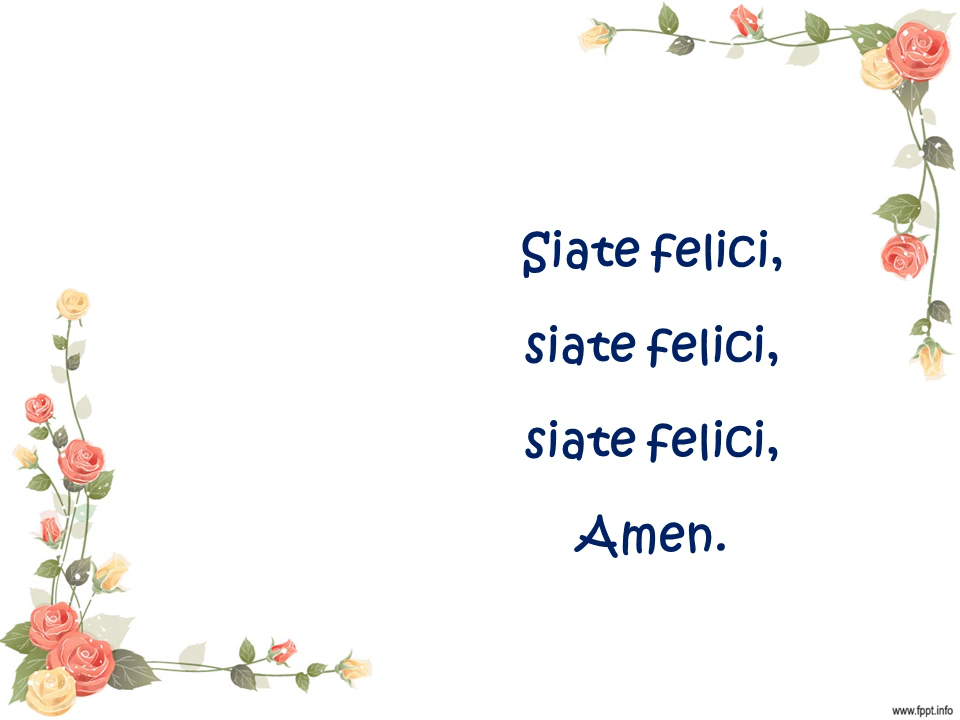 Siate felici,
siate felici,
siate felici,
Amen.
www.fppt.info